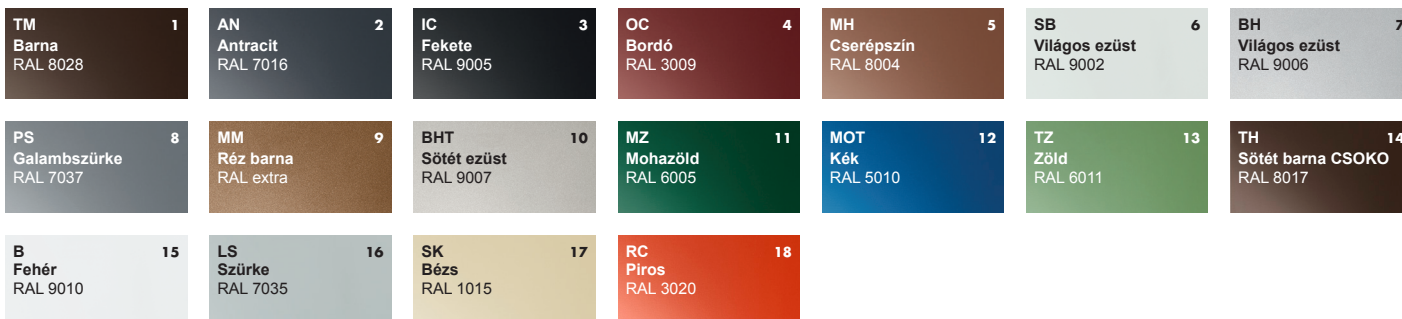 TM 1
Barna
RAL 8028
AN 2
Antracit
RAL 7016
IC 3
Fekete
RAL 9005
OC 4
Bordó
RAL 3009
MH 5
Cserépszín
RAL 8004
SB 6
Világos ezüst
RAL 9002
BH 7
Világos ezüst
RAL 9006
PS 8
Galambszürke
RAL 7037
MM 9
Réz barna
RAL extra
BHT 10
Sötét ezüst
RAL 9007
MZ 11
Mohazöld
RAL 6005
MOT 12
Kék
RAL 5010
TZ 13
Zöld
RAL 6011
TH 14
Sötét barna CSOKO
RAL 8017
B 15
Fehér
RAL 9010
LS 16
Szürke
RAL 7035
SK 17
Bézs
RAL 1015
RC 18
Piros
RAL 3020